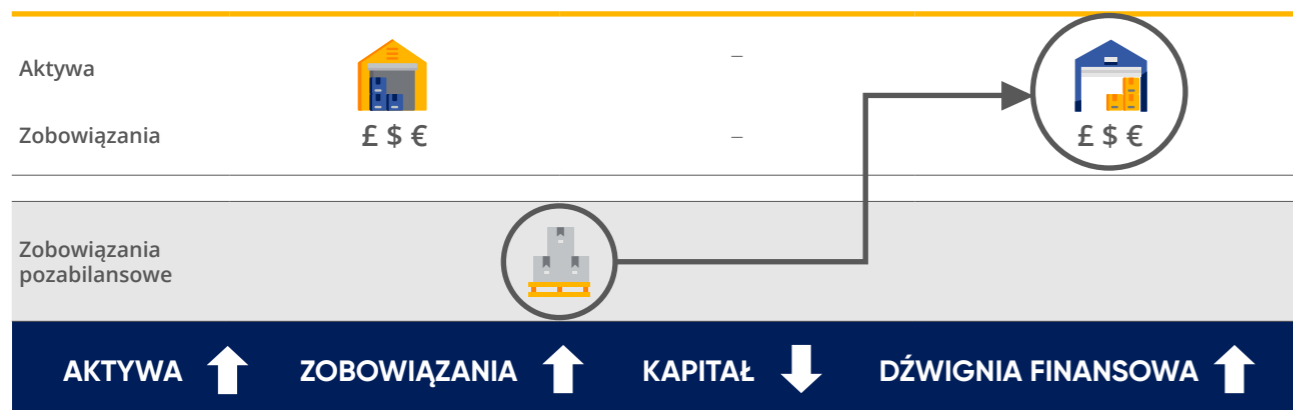 Aktywa
–
Zobowiązania
£ $ €
–
£ $ €
Zobowiązania
pozabilansowe
AKTYWA ZOBOWIĄZANIA KAPITAŁ DŹWIGNIA FINANSOWA